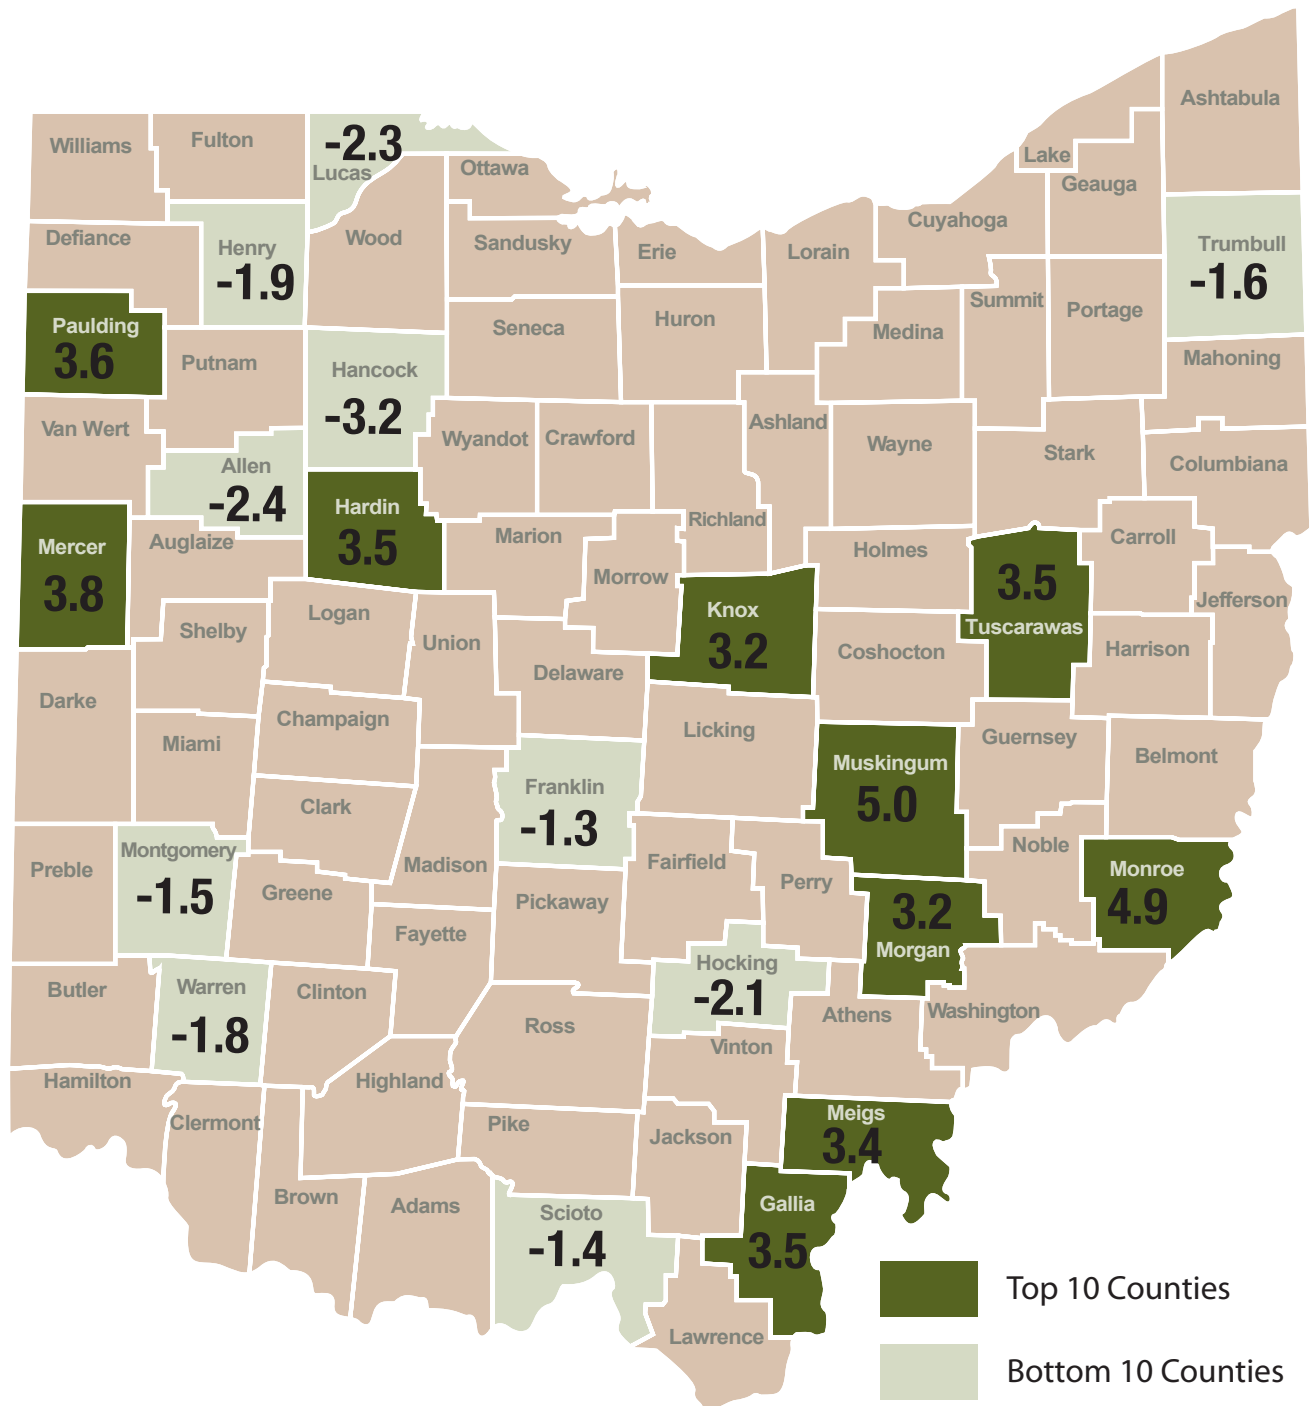 Ashtabula
Williams
Fulton
-2.3
Lucas
Ottawa
Lake
Geauga
Defiance
Henry
-1.9
Wood
Sandusky
Erie
Lorain
Cuyahoga
Trumbull
-1.6
Paulding
3.6
Putnam
Hancock
-3.2
Seneca
Huron
Medina
Summit
Portage
Mahoning
Van Wert
Allen
-2.4
Wyandot
Crawford
Richland
Ashland
Wayne
Stark
Columbiana
Mercer
3.8
Auglaize
Hardin
3.5
Marion
Morrow
Knox
3.2
Holmes
3.5
Tuscarawas
Carroll
Jefferson
Harrison
Shelby
Logan
Union
Delaware
Coshocton
Darke
Miami
Champaign
Licking
Guernsey
Belmont
Clark
Franklin
-1.3
Muskingum
5.0
Preble
Montgomery
-1.5
Greene
Madison
Pickaway
Fairfield
Perry
3.2
Morgan
Noble
Monroe
4.9
Fayette
Butler
Warren
-1.8
Clinton
Hocking
-2.1
Ross
Athens
Washington
Vinton
Hamilton
Clermont
Highland
Pike
Jackson
Meigs
3.4
Brown
Adams
Scioto
-1.4
Gallia
3.5
Lawrence
Top 10 Counties
Bottom 10 Counties